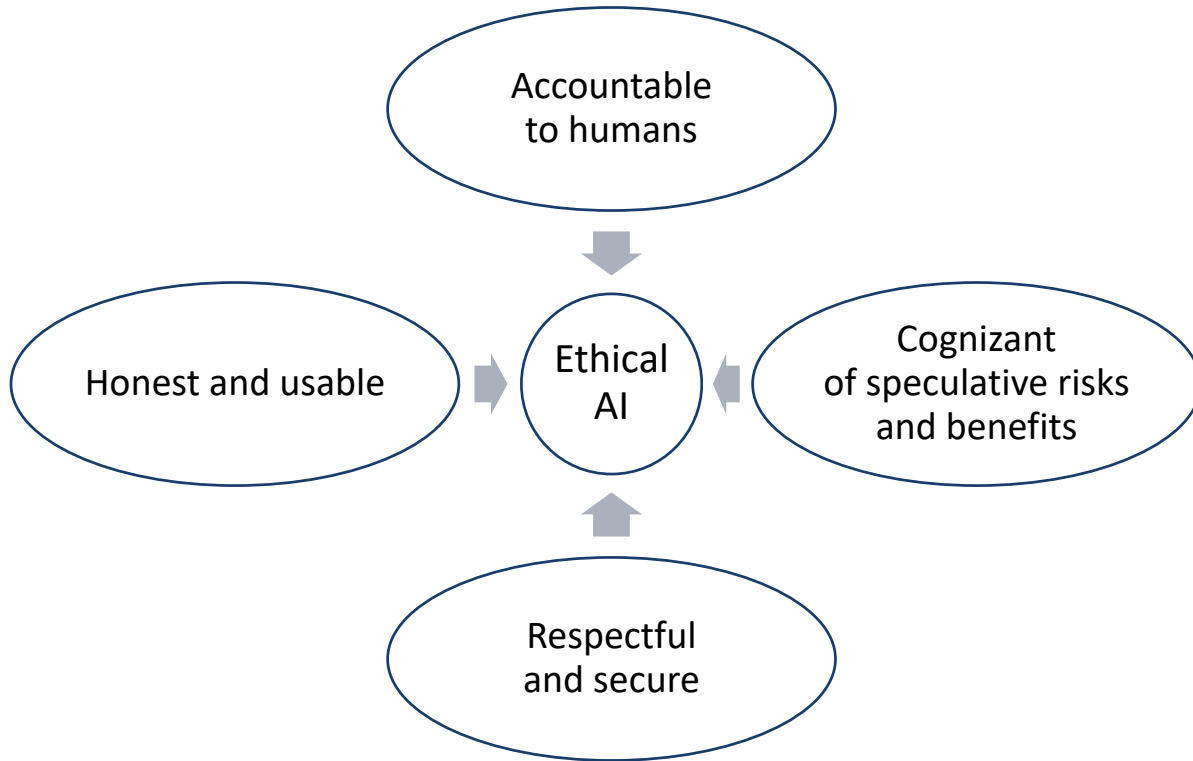 Accountable
to humans
Honest and usable
Ethical
AI
Cognizant
of speculative risks
and benefits
Respectful
and secure